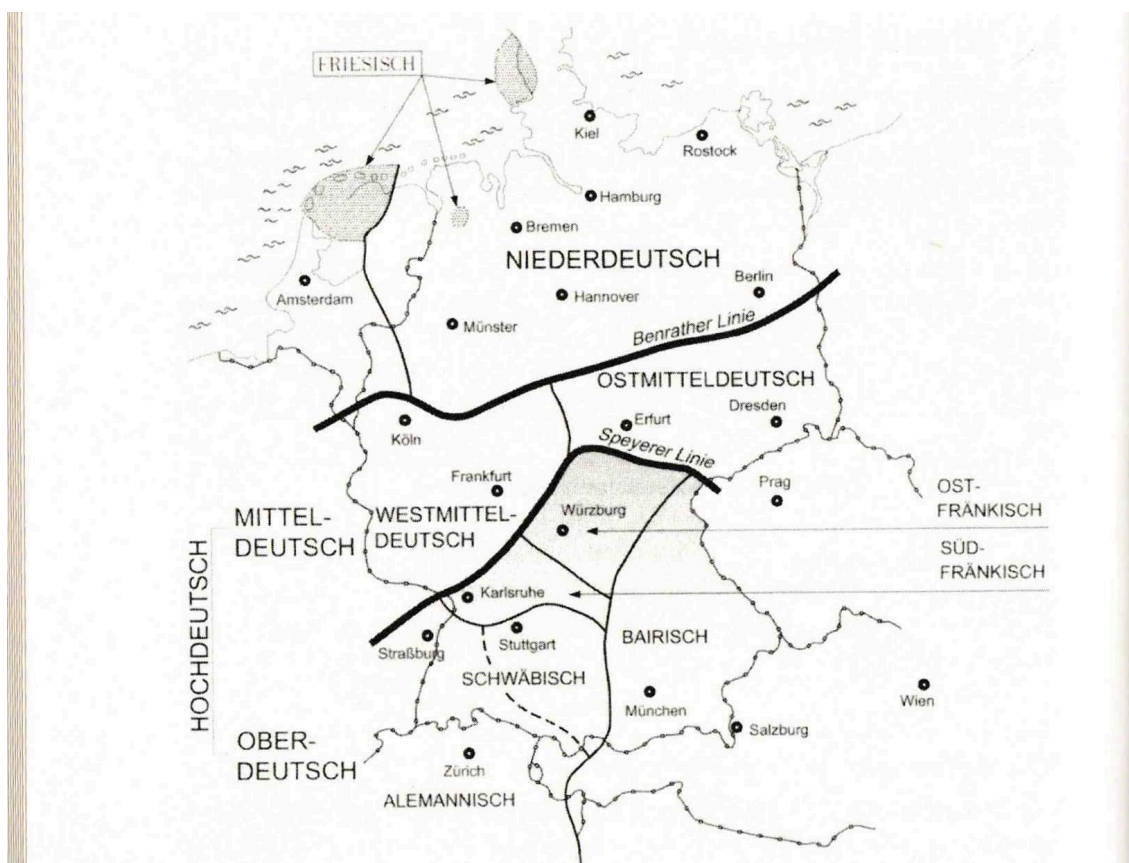 FRIESISCH
Kiel
Rostock
Hamburg
Bremen
NIEDERDEUTSCH
Berlin
Amsterdam
Hannover
Münster
Benrather Linie
OSTMITTELDEUTSCH
Dresden
Erfurt
Köln
Speyerer Linie
Frankfurt
Prag
OST-
FRÄNKISCH
MITTEL-
DEUTSCH
WESTMITTEL-
DEUTSCH
Würzburg
SÜD-
FRÄNKISCH
HOCHDEUTSCH
Karlsruhe
BAIRISCH
Straßburg
Stuttgart
SCHWÄBISCH
München
Wien
Salzburg
OBER-
DEUTSCH
Zürich
ALEMANNISCH